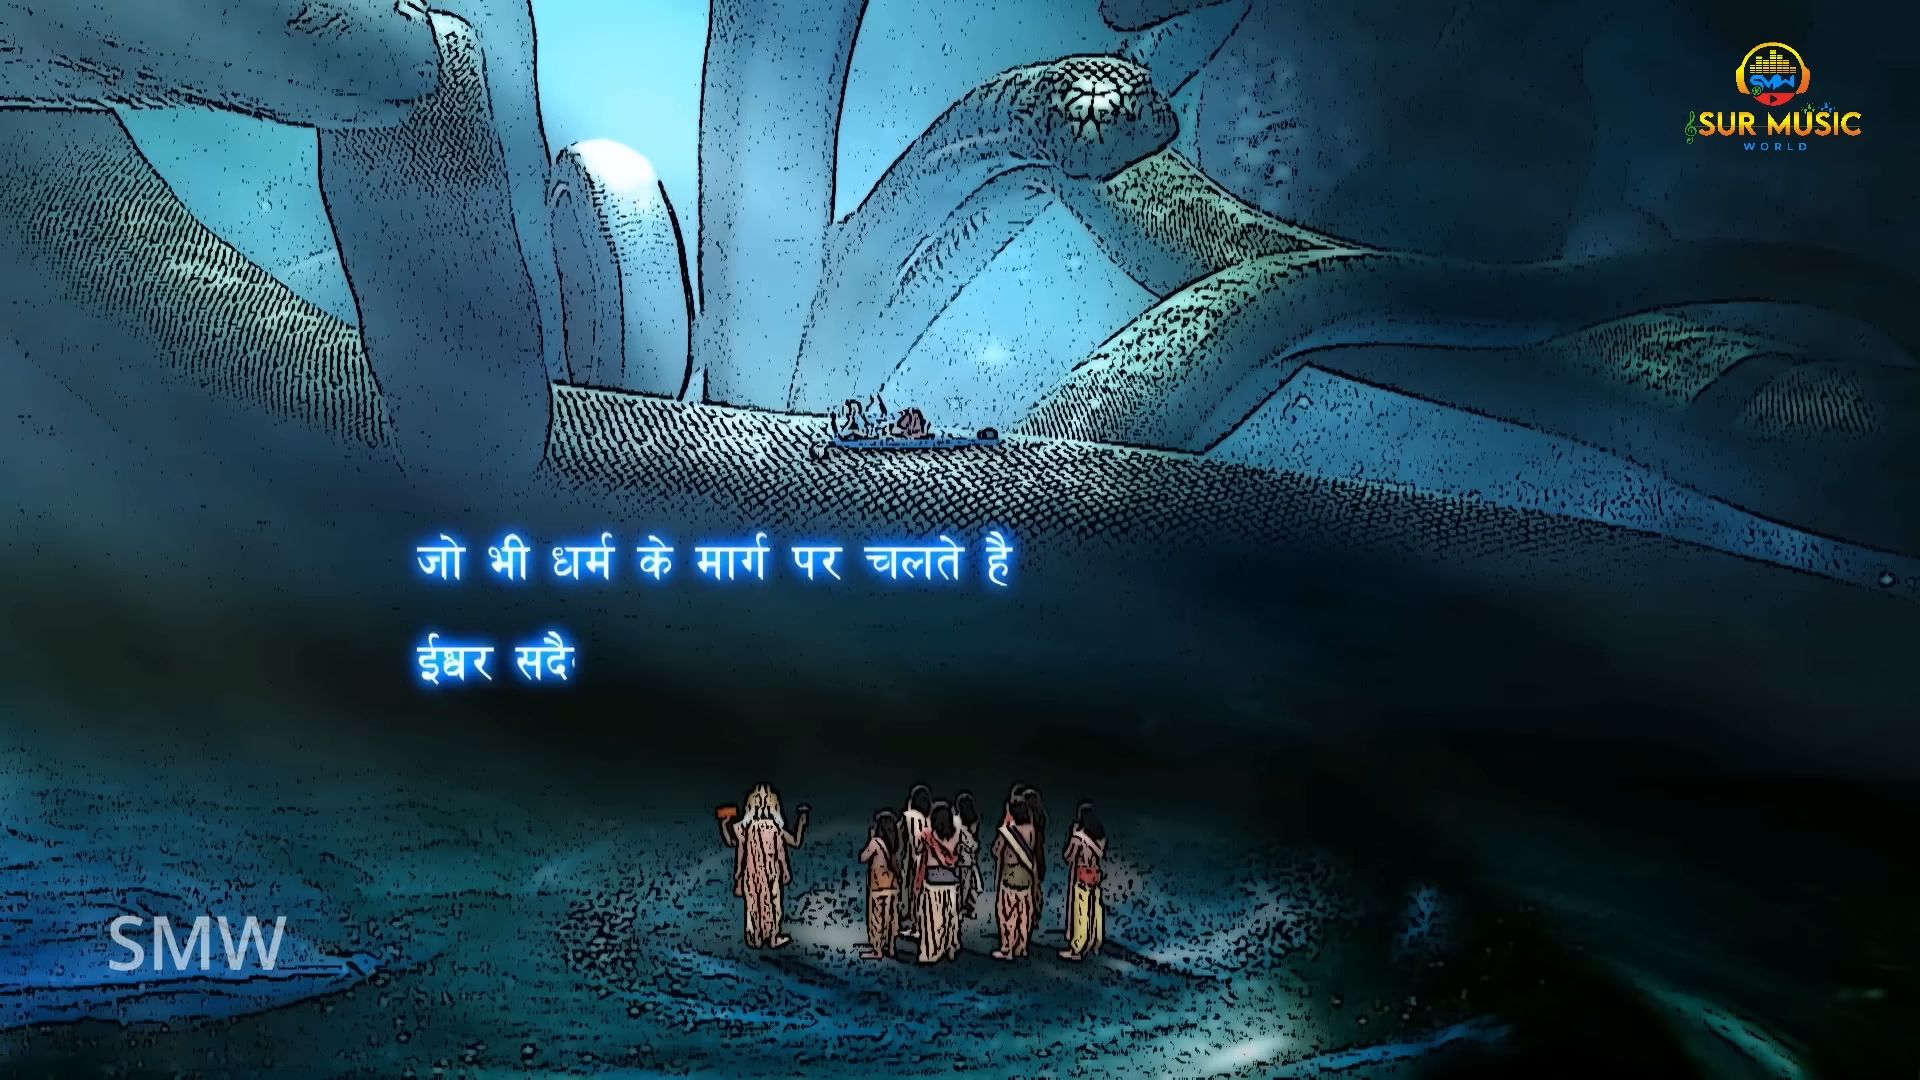 SUR MUSIC
WORLD
जो भी धर्म के मार्ग पर चलते है
ईश्वर
SMW